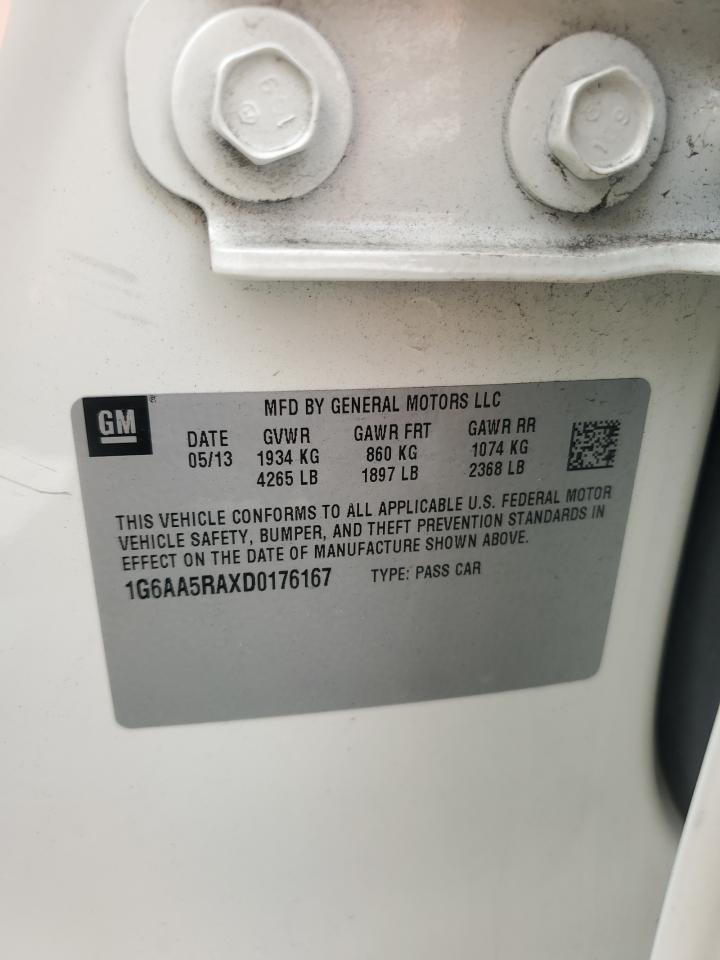 GM
MFD BY GENERAL MOTORS LLC
DATE GVWR GAWR FRT GAWR RR
05/13 1934 KG 860 KG 1074 KG
4265 LB 1897 LB 2368 LB
THIS VEHICLE CONFORMS TO ALL APPLICABLE U.S. FEDERAL MOTOR
VEHICLE SAFETY, BUMPER, AND THEFT PREVENTION STANDARDS IN
EFFECT ON THE DATE OF MANUFACTURE SHOWN ABOVE.
1G6AA5RAXD0176167 TYPE: PASS CAR